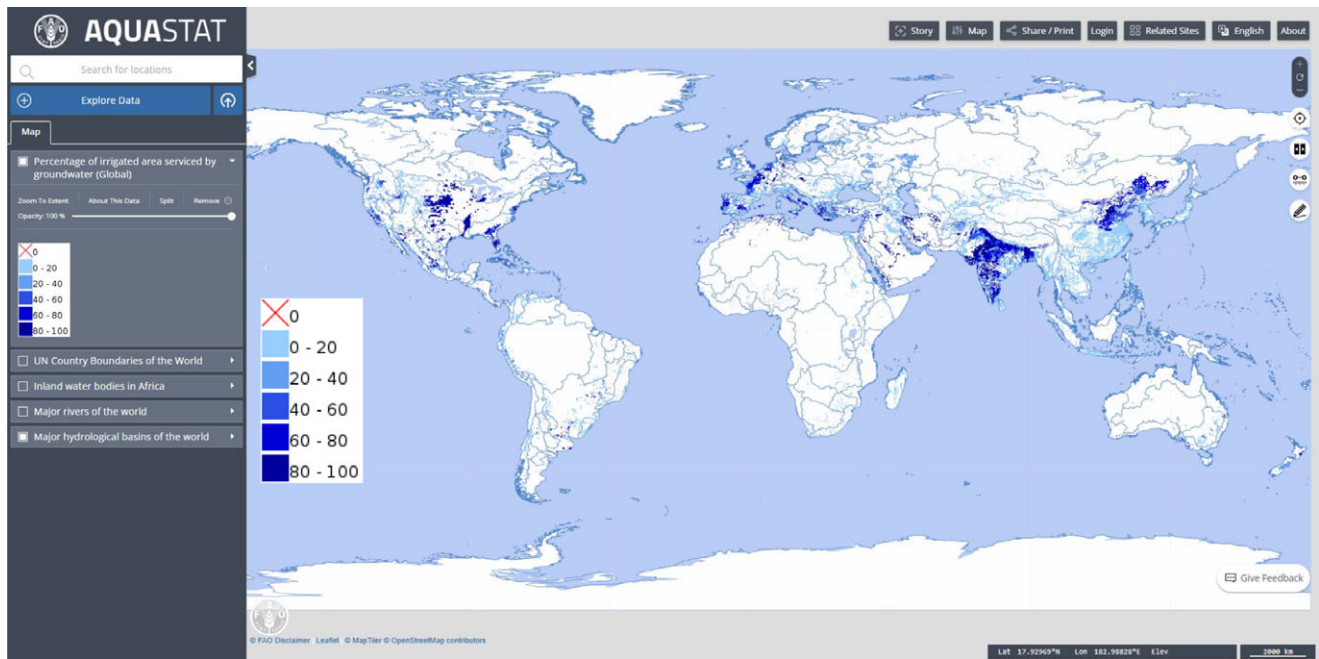 FAO
AQUASTAT
Story
Map
Share / Print
Login
Related Sites
English
About
Search for locations
Explore Data
Map
Percentage of irrigated area serviced by
groundwater (Global)
Zoom To Extent
About This Data
Split
Remove
Opacity: 100 %
0
0 - 20
20 - 40
40 - 60
60 - 80
80 - 100
UN Country Boundaries of the World
Inland water bodies in Africa
Major rivers of the world
Major hydrological basins of the world
0
0 - 20
20 - 40
40 - 60
60 - 80
80 - 100
Give Feedback
© FAO Disclaimer Leaflet © MapTiler © OpenStreetMap contributors
Lat 17.92969°N Lon 182.98828°E Elev
2000 km